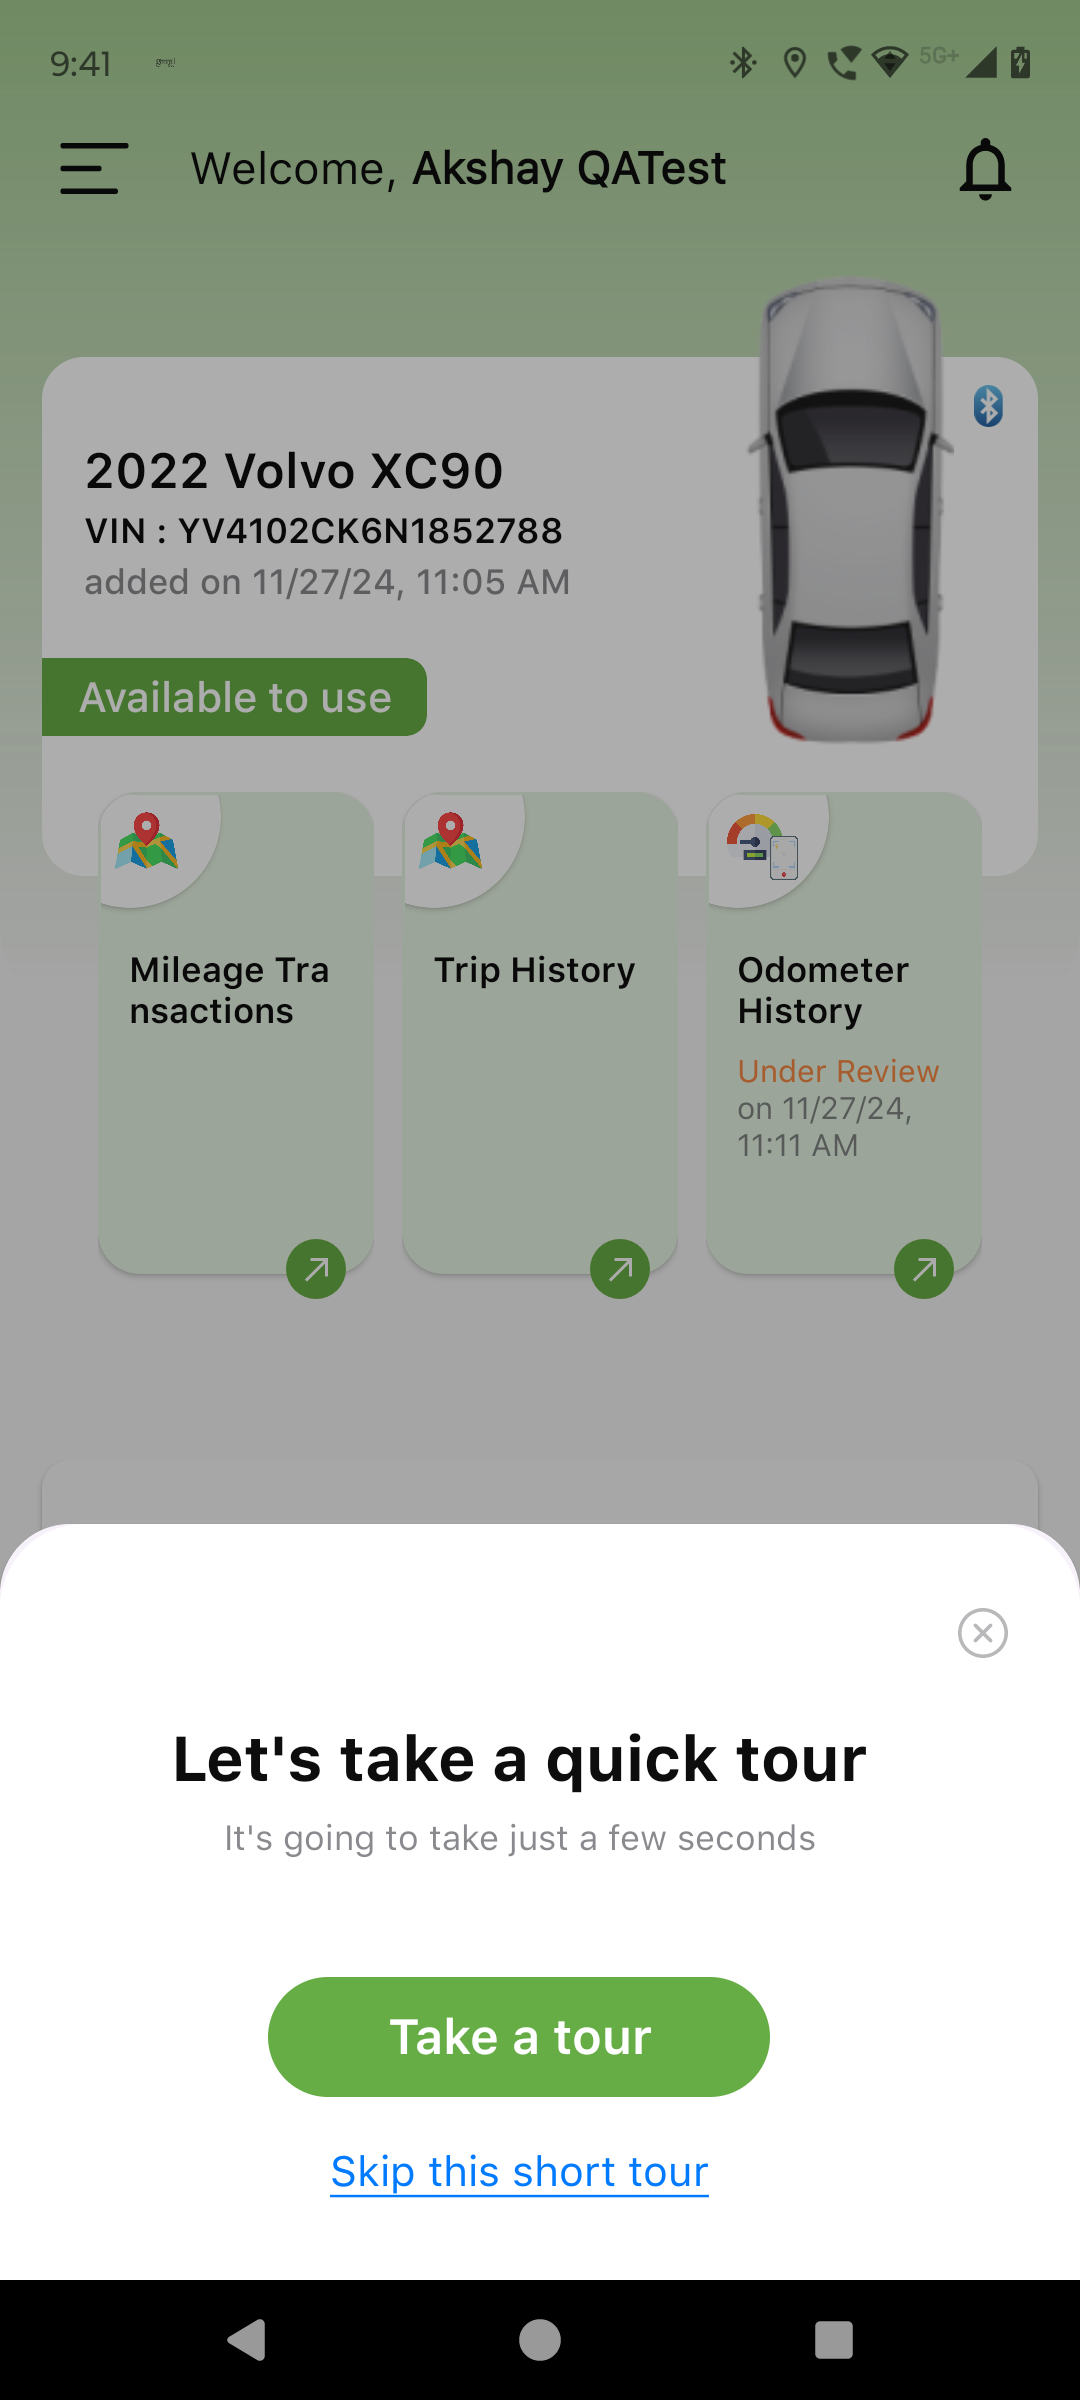 9:41
5G+
Welcome, Akshay QATest
2022 Volvo XC90
VIN : YV4102CK6N1852788
added on 11/27/24, 11:05 AM
Available to use
Mileage Tra
nsactions
Trip History
Odometer
History
Under Review
on 11/27/24,
11:11 AM
Let's take a quick tour
It's going to take just a few seconds
Take a tour
Skip this short tour